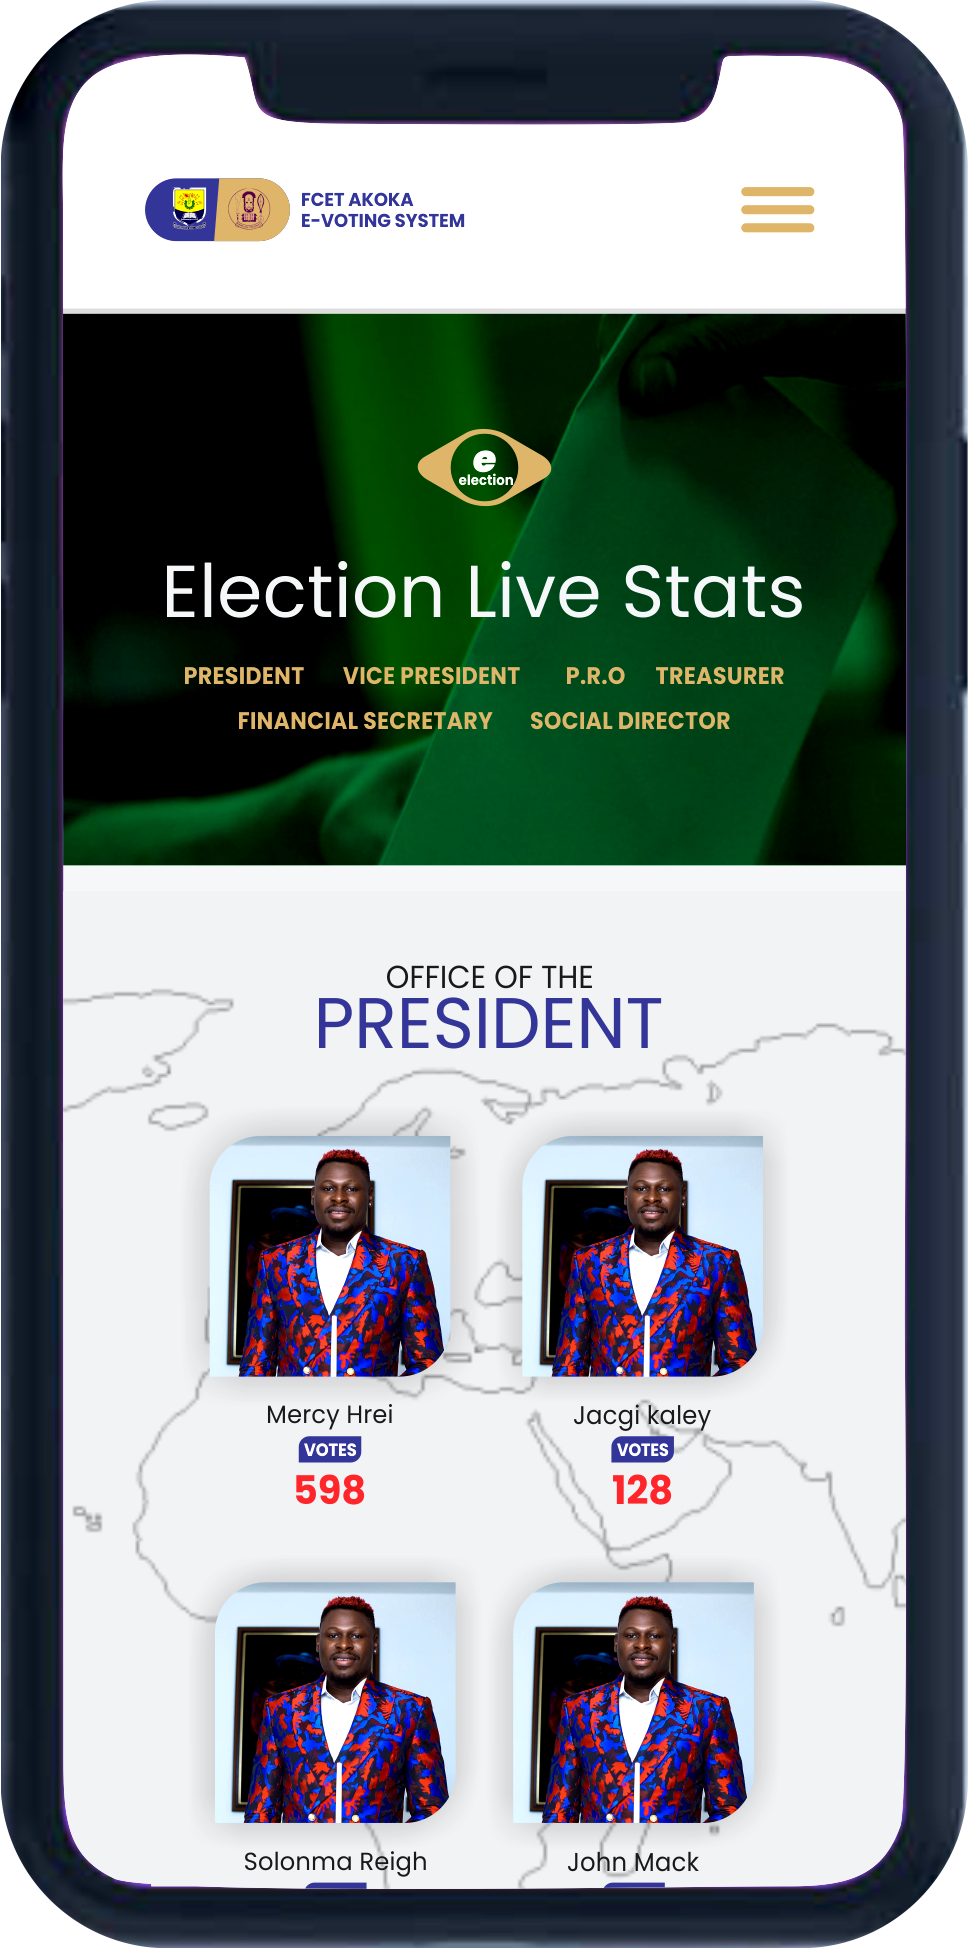 FCET AKOKA
E-VOTING SYSTEM
e
election
Election Live Stats
PRESIDENT VICE PRESIDENT P.R.O TREASURER
FINANCIAL SECRETARY SOCIAL DIRECTOR
OFFICE OF THE
PRESIDENT
Mercy Hrei Jacgi kaley
VOTES VOTES
598 128
Solonma Reigh John Mack